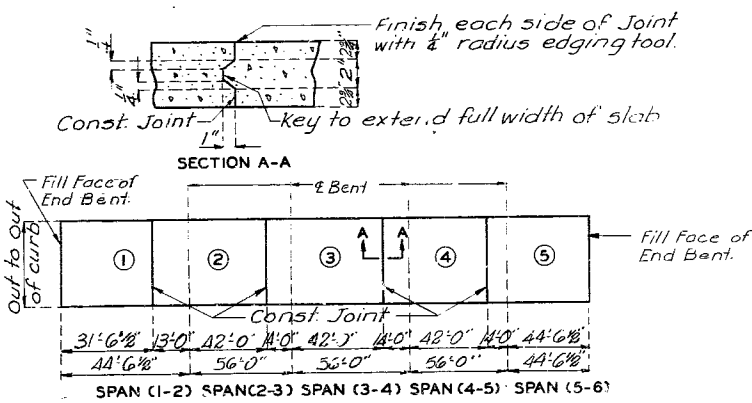 Finish each side of Joint
with ¼" radius edging tool.
1"
¼"
2"
Const. Joint
1"
Key to extend full width of slab
SECTION A-A
Fill Face of
End Bent.
℄ Bent
Out to out
of curb
1
2
3
A A
4
5
Fill Face of
End Bent.
Const. Joint
31'-6½" 13'-0" 42'-0" 14'-0" 42'-0" 14'-0" 42'-0" 14'-0" 44'-6½"
44'-6½" 56'-0" 56'-0" 56'-0" 44'-6½"
SPAN (1-2) SPAN (2-3) SPAN (3-4) SPAN (4-5) SPAN (5-6)